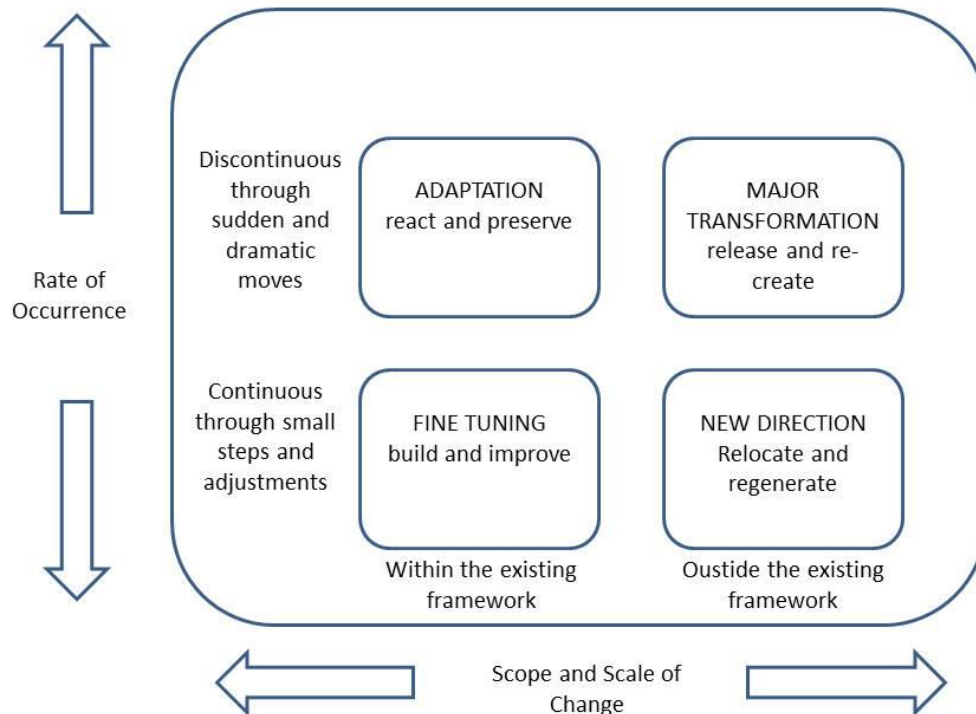 Rate of
Occurrence
Discontinuous
through
sudden and
dramatic
moves
ADAPTATION
react and preserve
MAJOR
TRANSFORMATION
release and re-
create
Continuous
through small
steps and
adjustments
FINE TUNING
build and improve
NEW DIRECTION
Relocate and
regenerate
Within the existing
framework
Oustide the existing
framework
Scope and Scale of
Change